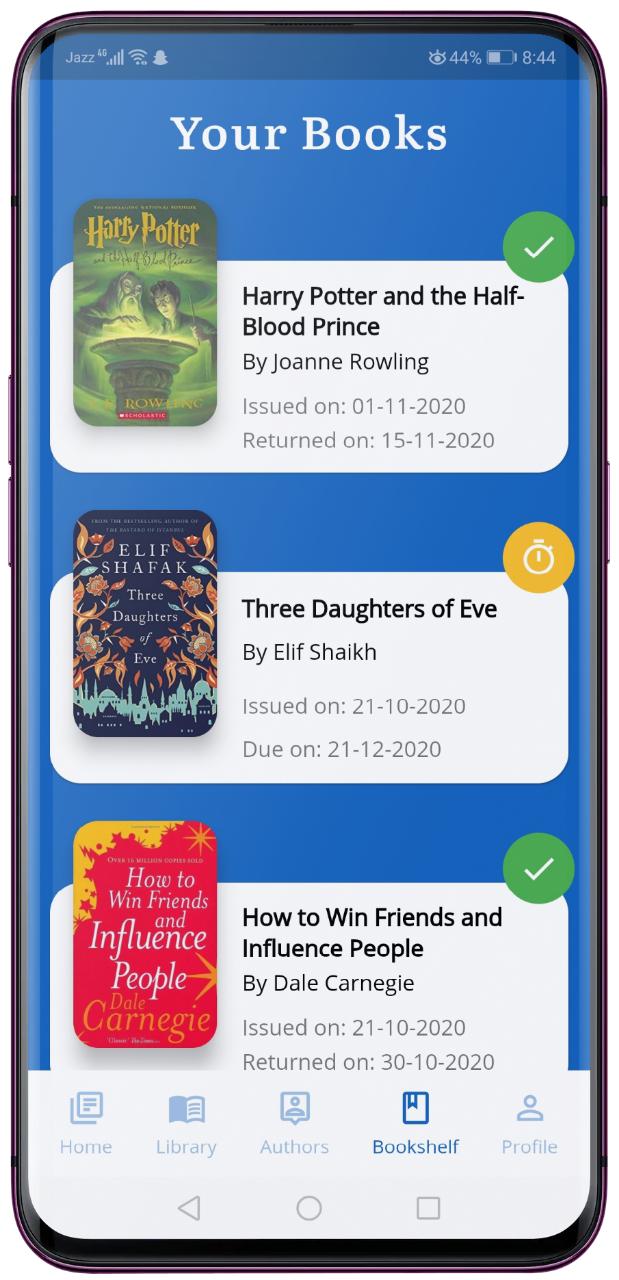 Jazz 4G 44% 8:44
Your Books
THE BESTSELLING NATIONAL
Harry Potter
and the Half-Blood Prince
J. K. ROWLING
SCHOLASTIC
Harry Potter and the Half-
Blood Prince
By Joanne Rowling
Issued on: 01-11-2020
Returned on: 15-11-2020
FROM THE BESTSELLING AUTHOR OF
THE BASTARD OF ISTANBUL
ELIF
SHAFAK
Three
Daughters
of
Eve
Three Daughters of Eve
By Elif Shaikh
Issued on: 21-10-2020
Due on: 21-12-2020
OVER 16 MILLION COPIES SOLD
How to
Win Friends
and
Influence
People
Dale
Carnegie
How to Win Friends and
Influence People
By Dale Carnegie
Issued on: 21-10-2020
Returned on: 30-10-2020
Home Library Authors Bookshelf Profile